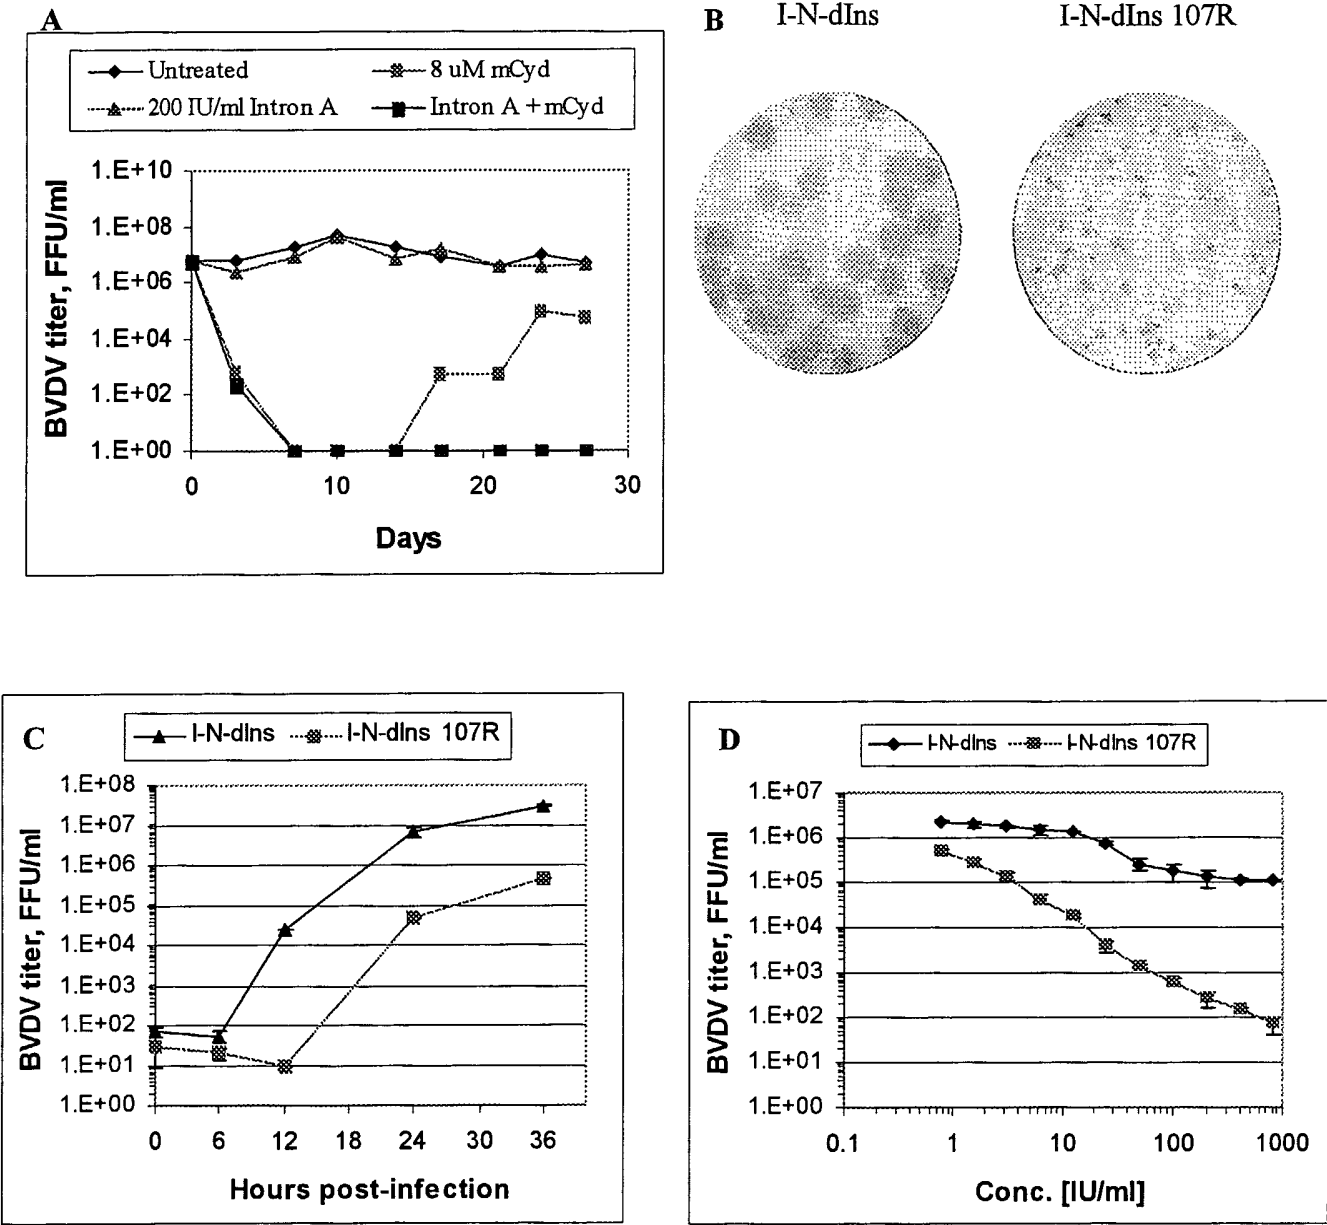 A
Untreated
8 uM mCyd
200 IU/ml Intron A
Intron A + mCyd
BVDV titer, FFU/ml
1.E+10
1.E+08
1.E+06
1.E+04
1.E+02
1.E+00
0 10 20 30
Days
B
I-N-dIns
I-N-dIns 107R
C
I-N-dIns
I-N-dIns 107R
BVDV titer, FFU/ml
1.E+08
1.E+07
1.E+06
1.E+05
1.E+04
1.E+03
1.E+02
1.E+01
1.E+00
0 6 12 18 24 30 36
Hours post-infection
D
I-N-dIns
I-N-dIns 107R
BVDV titer, FFU/ml
1.E+07
1.E+06
1.E+05
1.E+04
1.E+03
1.E+02
1.E+01
1.E+00
0.1 1 10 100 1000
Conc. [IU/ml]